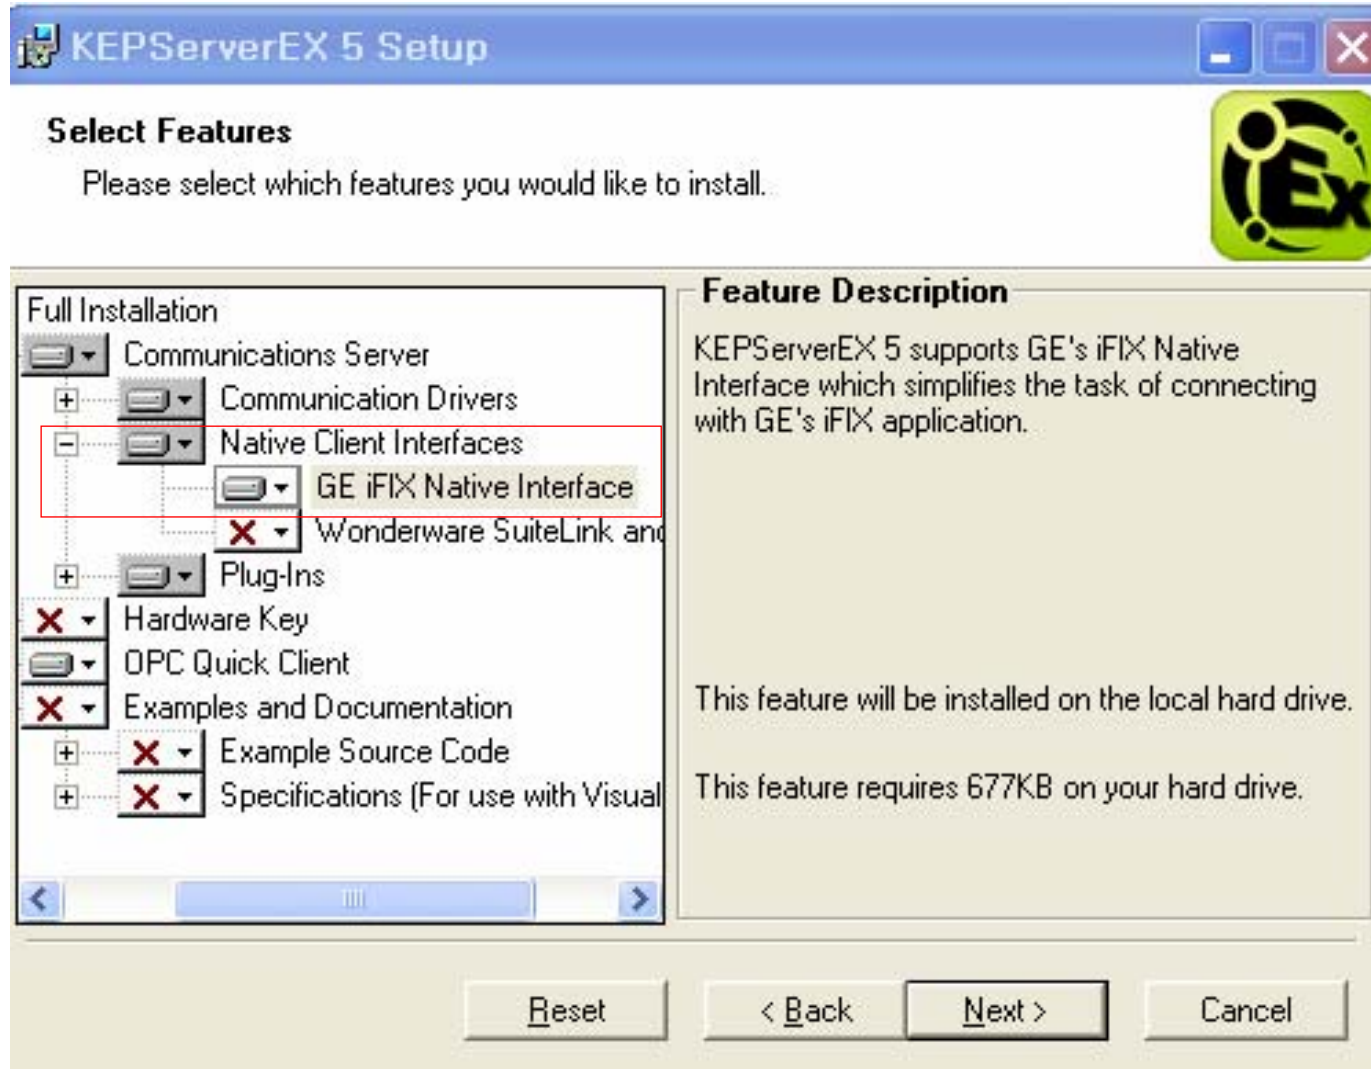 KEPServerEX 5 Setup
Select Features
Please select which features you would like to install.
Ex
Full Installation
Communications Server
Communication Drivers
Native Client Interfaces
GE iFIX Native Interface
Wonderware SuiteLink and
Plug-Ins
Hardware Key
OPC Quick Client
Examples and Documentation
Example Source Code
Specifications (For use with Visual
Feature Description
KEPServerEX 5 supports GE's iFIX Native
Interface which simplifies the task of connecting
with GE's iFIX application.
This feature will be installed on the local hard drive.
This feature requires 677KB on your hard drive.
Reset
< Back
Next >
Cancel